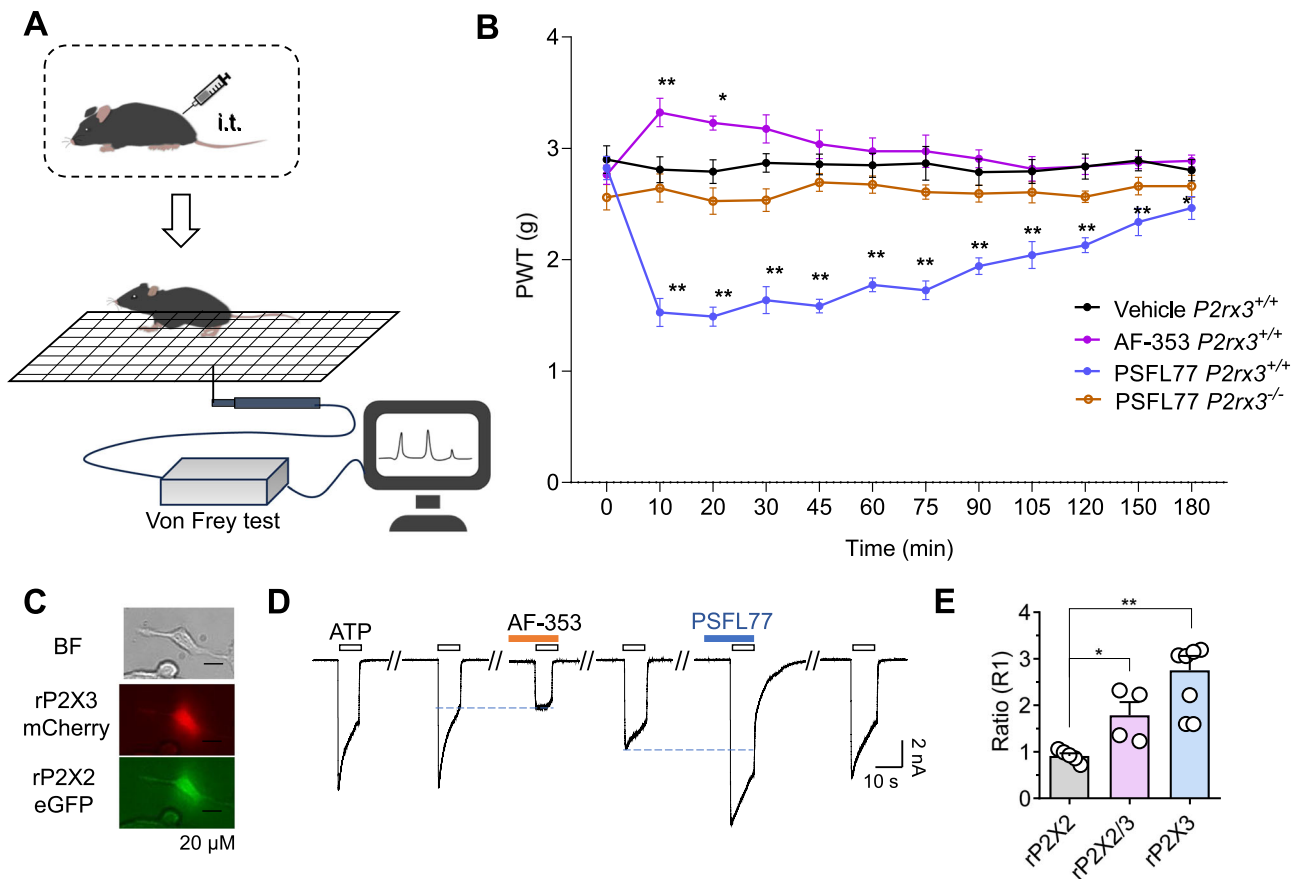 A
i.t.
Von Frey test
B
PWT (g)
4
3
2
1
0
** *
** ** ** ** ** ** ** ** ** ** *
Vehicle P2rx3+/+
AF-353 P2rx3+/+
PSFL77 P2rx3+/+
PSFL77 P2rx3-/-
0 10 20 30 45 60 75 90 105 120 150 180
Time (min)
C
BF
rP2X3
mCherry
rP2X2
eGFP
20 µM
D
ATP
AF-353
PSFL77
// // // // //
2 nA
10 s
E
**
*
Ratio (R1)
4
3
2
1
0
rP2X2
rP2X2/3
rP2X3